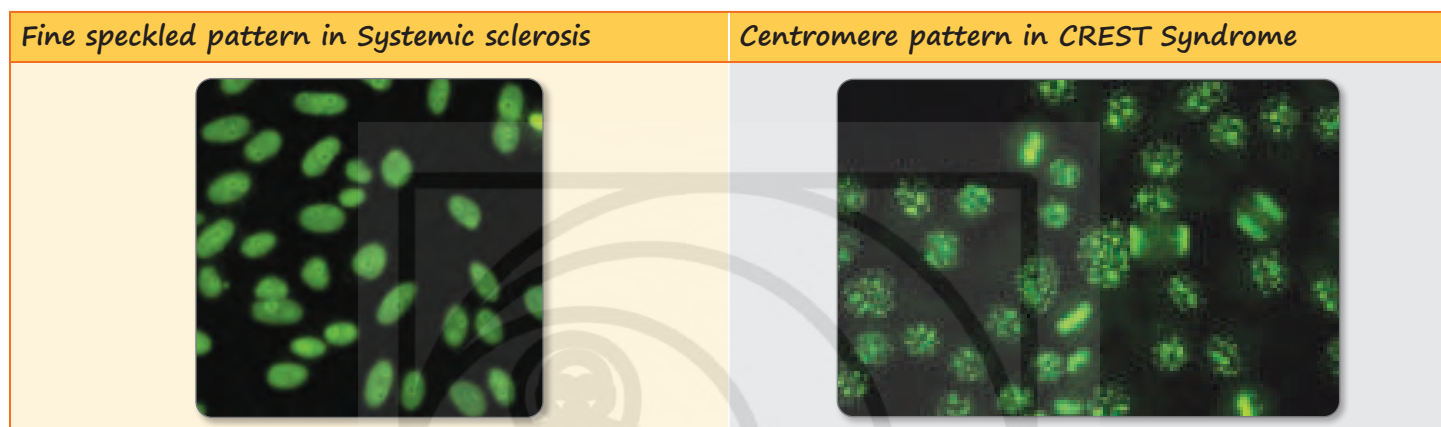 Fine speckled pattern in Systemic sclerosis
Centromere pattern in CREST Syndrome